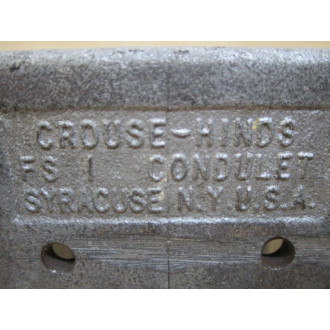 CROUSE-HINDS
FS 1 CONDULET
SYRACUSE N.Y. U.S.A.